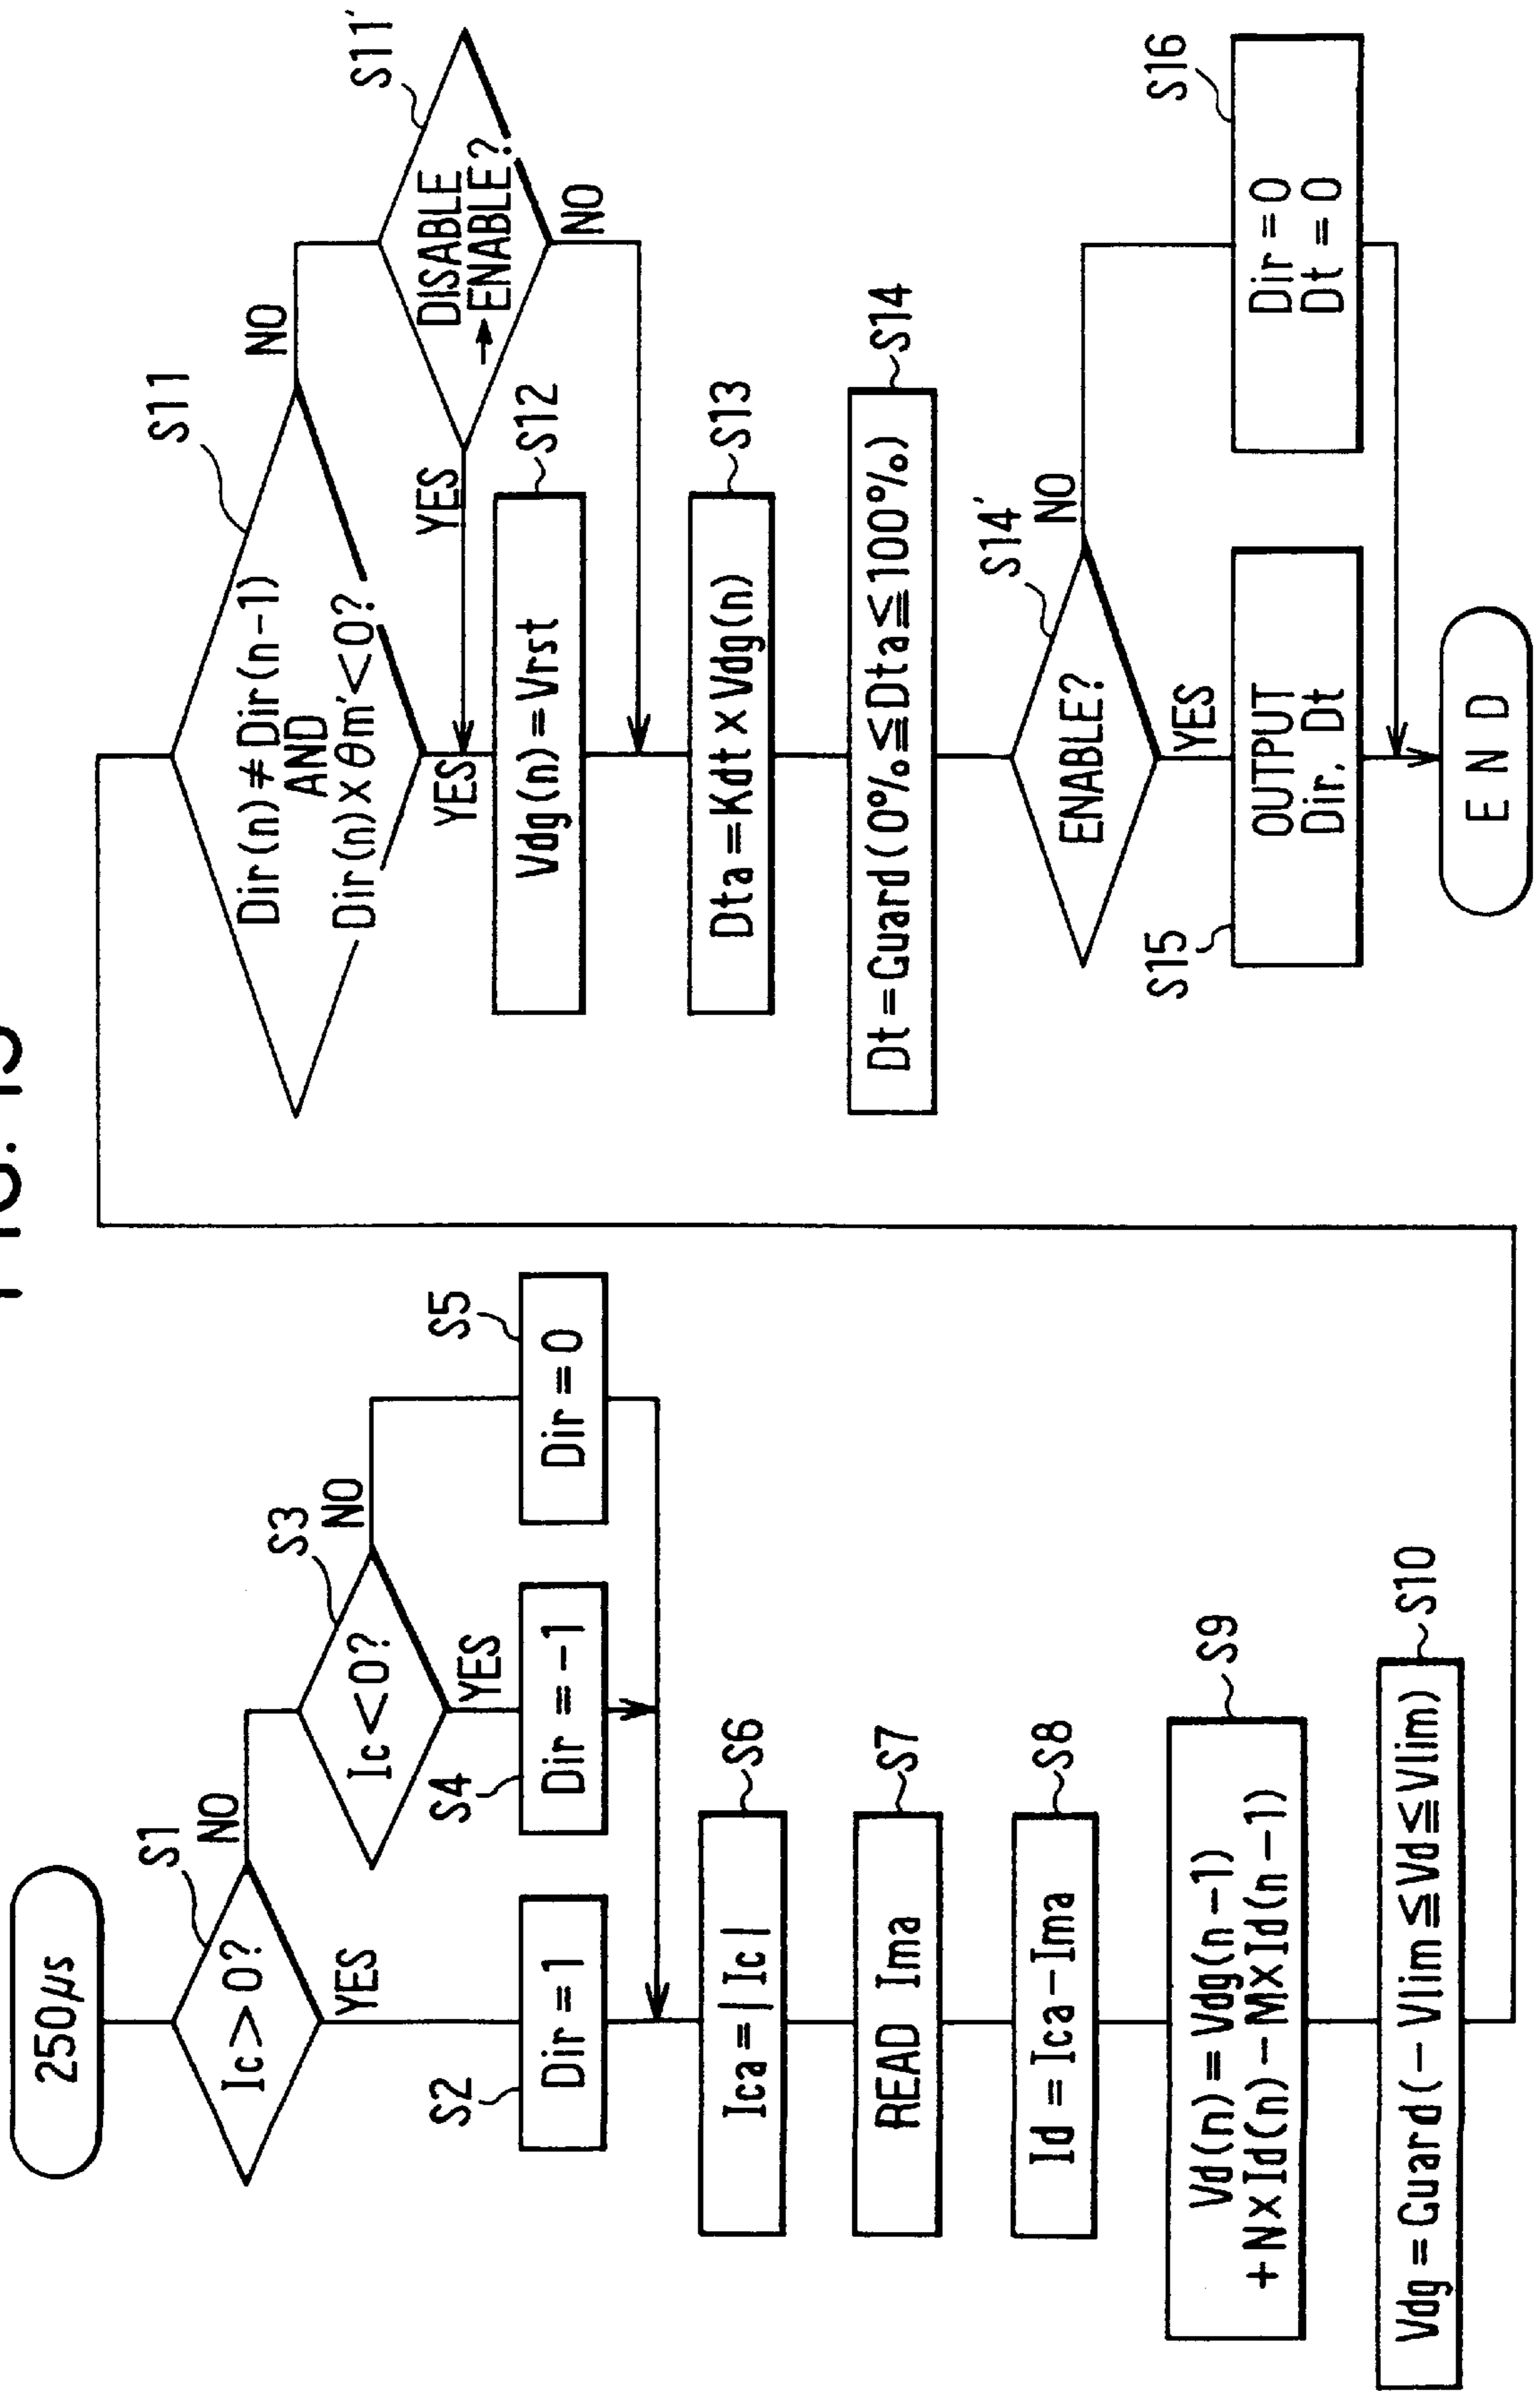 250μs
S1
Ic>0?
NO
YES
S2
Dir=1
S3
Ic<0?
NO
YES
S4
Dir=-1
S5
Dir=0
Ica=|Ic|
S6
READ Ima
S7
Id=Ica-Ima
S8
Vd(n)=Vdg(n-1)
+N×Id(n)-M×Id(n-1)
S9
Vdg=Guard(-Vlim≦Vd≦Vlim)
S10
S11
Dir(n)≠Dir(n-1)
AND
Dir(n)×θm'<0?
NO
YES
S11'
DISABLE
→ENABLE?
YES
NO
Vdg(n)=Vrst
S12
Dta=Kdt×Vdg(n)
S13
Dt=Guard(0%≦Dta≦100%)
S14
S14'
ENABLE?
NO
YES
S15
OUTPUT
Dir, Dt
S16
Dir=0
Dt=0
END